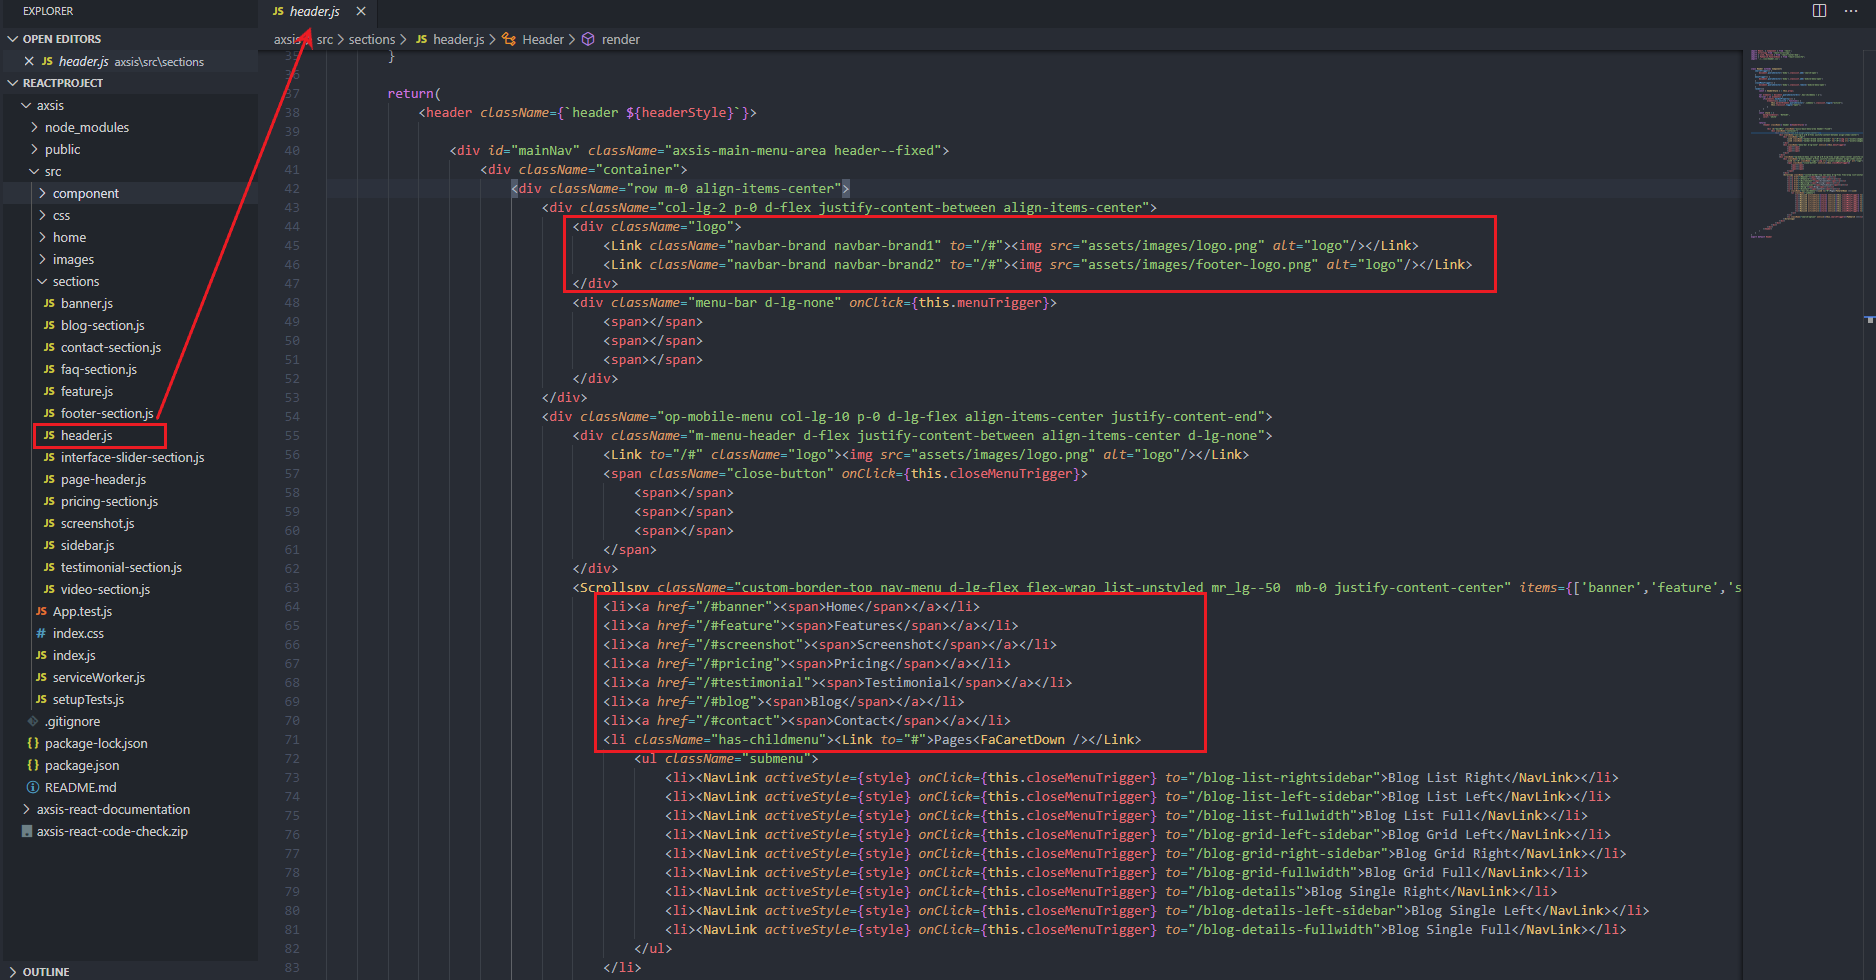 EXPLORER
JS header.js
OPEN EDITORS
JS header.js axsis\src\sections
REACTPROJECT
axsis
node_modules
public
src
component
css
home
images
sections
JS banner.js
JS blog-section.js
JS contact-section.js
JS faq-section.js
JS feature.js
JS footer-section.js
JS header.js
JS interface-slider-section.js
JS page-header.js
JS pricing-section.js
JS screenshot.js
JS sidebar.js
JS testimonial-section.js
JS video-section.js
JS App.test.js
# index.css
JS index.js
JS serviceWorker.js
JS setupTests.js
.gitignore
{} package-lock.json
{} package.json
README.md
axsis-react-documentation
axsis-react-code-check.zip
OUTLINE
axsis > src > sections > JS header.js > Header > render
35 }
36
37 return(
38 <header className={`header ${headerStyle}`}>
39
40 <div id="mainNav" className="axsis-main-menu-area header--fixed">
41 <div className="container">
42 <div className="row m-0 align-items-center">
43 <div className="col-lg-2 p-0 d-flex justify-content-between align-items-center">
44 <div className="logo">
45 <Link className="navbar-brand navbar-brand1" to="/#"><img src="assets/images/logo.png" alt="logo"/></Link>
46 <Link className="navbar-brand navbar-brand2" to="/#"><img src="assets/images/footer-logo.png" alt="logo"/></Link>
47 </div>
48 <div className="menu-bar d-lg-none" onClick={this.menuTrigger}>
49 <span></span>
50 <span></span>
51 <span></span>
52 </div>
53 </div>
54 <div className="op-mobile-menu col-lg-10 p-0 d-lg-flex align-items-center justify-content-end">
55 <div className="m-menu-header d-flex justify-content-between align-items-center d-lg-none">
56 <Link to="/#" className="logo"><img src="assets/images/logo.png" alt="logo"/></Link>
57 <span className="close-button" onClick={this.closeMenuTrigger}>
58 <span></span>
59 <span></span>
60 <span></span>
61 </span>
62 </div>
63 <Scrollspy className="custom-border-top nav-menu d-lg-flex flex-wrap list-unstyled mr_lg--50  mb-0 justify-content-center" items={['banner','feature','s
64 <li><a href="/#banner"><span>Home</span></a></li>
65 <li><a href="/#feature"><span>Features</span></a></li>
66 <li><a href="/#screenshot"><span>Screenshot</span></a></li>
67 <li><a href="/#pricing"><span>Pricing</span></a></li>
68 <li><a href="/#testimonial"><span>Testimonial</span></a></li>
69 <li><a href="/#blog"><span>Blog</span></a></li>
70 <li><a href="/#contact"><span>Contact</span></a></li>
71 <li className="has-childmenu"><Link to="#">Pages<FaCaretDown /></Link>
72 <ul className="submenu">
73 <li><NavLink activeStyle={style} onClick={this.closeMenuTrigger} to="/blog-list-rightsidebar">Blog List Right</NavLink></li>
74 <li><NavLink activeStyle={style} onClick={this.closeMenuTrigger} to="/blog-list-left-sidebar">Blog List Left</NavLink></li>
75 <li><NavLink activeStyle={style} onClick={this.closeMenuTrigger} to="/blog-list-fullwidth">Blog List Full</NavLink></li>
76 <li><NavLink activeStyle={style} onClick={this.closeMenuTrigger} to="/blog-grid-left-sidebar">Blog Grid Left</NavLink></li>
77 <li><NavLink activeStyle={style} onClick={this.closeMenuTrigger} to="/blog-grid-right-sidebar">Blog Grid Right</NavLink></li>
78 <li><NavLink activeStyle={style} onClick={this.closeMenuTrigger} to="/blog-grid-fullwidth">Blog Grid Full</NavLink></li>
79 <li><NavLink activeStyle={style} onClick={this.closeMenuTrigger} to="/blog-details">Blog Single Right</NavLink></li>
80 <li><NavLink activeStyle={style} onClick={this.closeMenuTrigger} to="/blog-details-left-sidebar">Blog Single Left</NavLink></li>
81 <li><NavLink activeStyle={style} onClick={this.closeMenuTrigger} to="/blog-details-fullwidth">Blog Single Full</NavLink></li>
82 </ul>
83 </li>